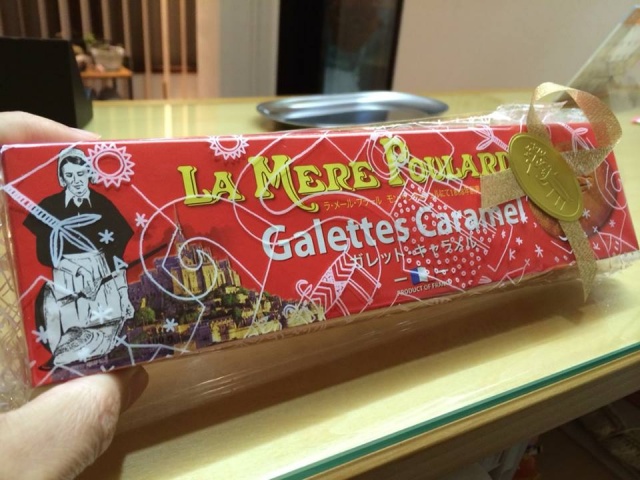 LA MERE POULARD
ラ・メール・プラール
Galettes Caramel
ガレット・キャラメル
PRODUCT OF FRANCE